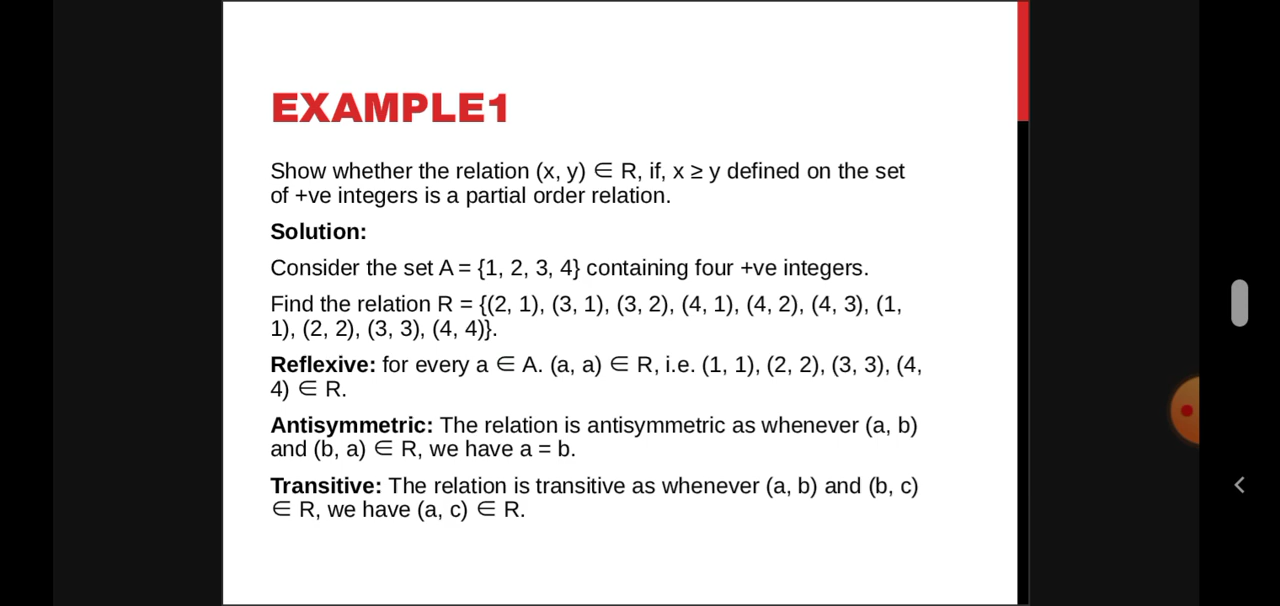 EXAMPLE1
Show whether the relation (x, y) ∈ R, if, x ≥ y defined on the set
of +ve integers is a partial order relation.
Solution:
Consider the set A = {1, 2, 3, 4} containing four +ve integers.
Find the relation R = {(2, 1), (3, 1), (3, 2), (4, 1), (4, 2), (4, 3), (1,
1), (2, 2), (3, 3), (4, 4)}.
Reflexive: for every a ∈ A. (a, a) ∈ R, i.e. (1, 1), (2, 2), (3, 3), (4,
4) ∈ R.
Antisymmetric: The relation is antisymmetric as whenever (a, b)
and (b, a) ∈ R, we have a = b.
Transitive: The relation is transitive as whenever (a, b) and (b, c)
∈ R, we have (a, c) ∈ R.